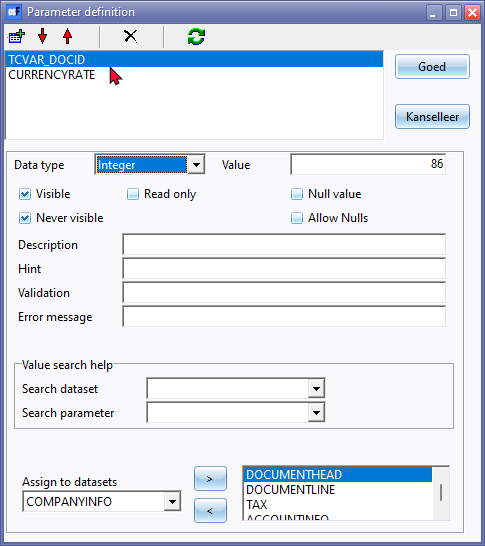 Parameter definition
TCVAR_DOCID
CURRENCYRATE
Goed
Kanselleer
Data type Integer Value 86
Visible Read only Null value
Never visible Allow Nulls
Description
Hint
Validation
Error message
Value search help
Search dataset
Search parameter
Assign to datasets
COMPANYINFO
>
<
DOCUMENTHEAD
DOCUMENTLINE
TAX
ACCOUNTINFO